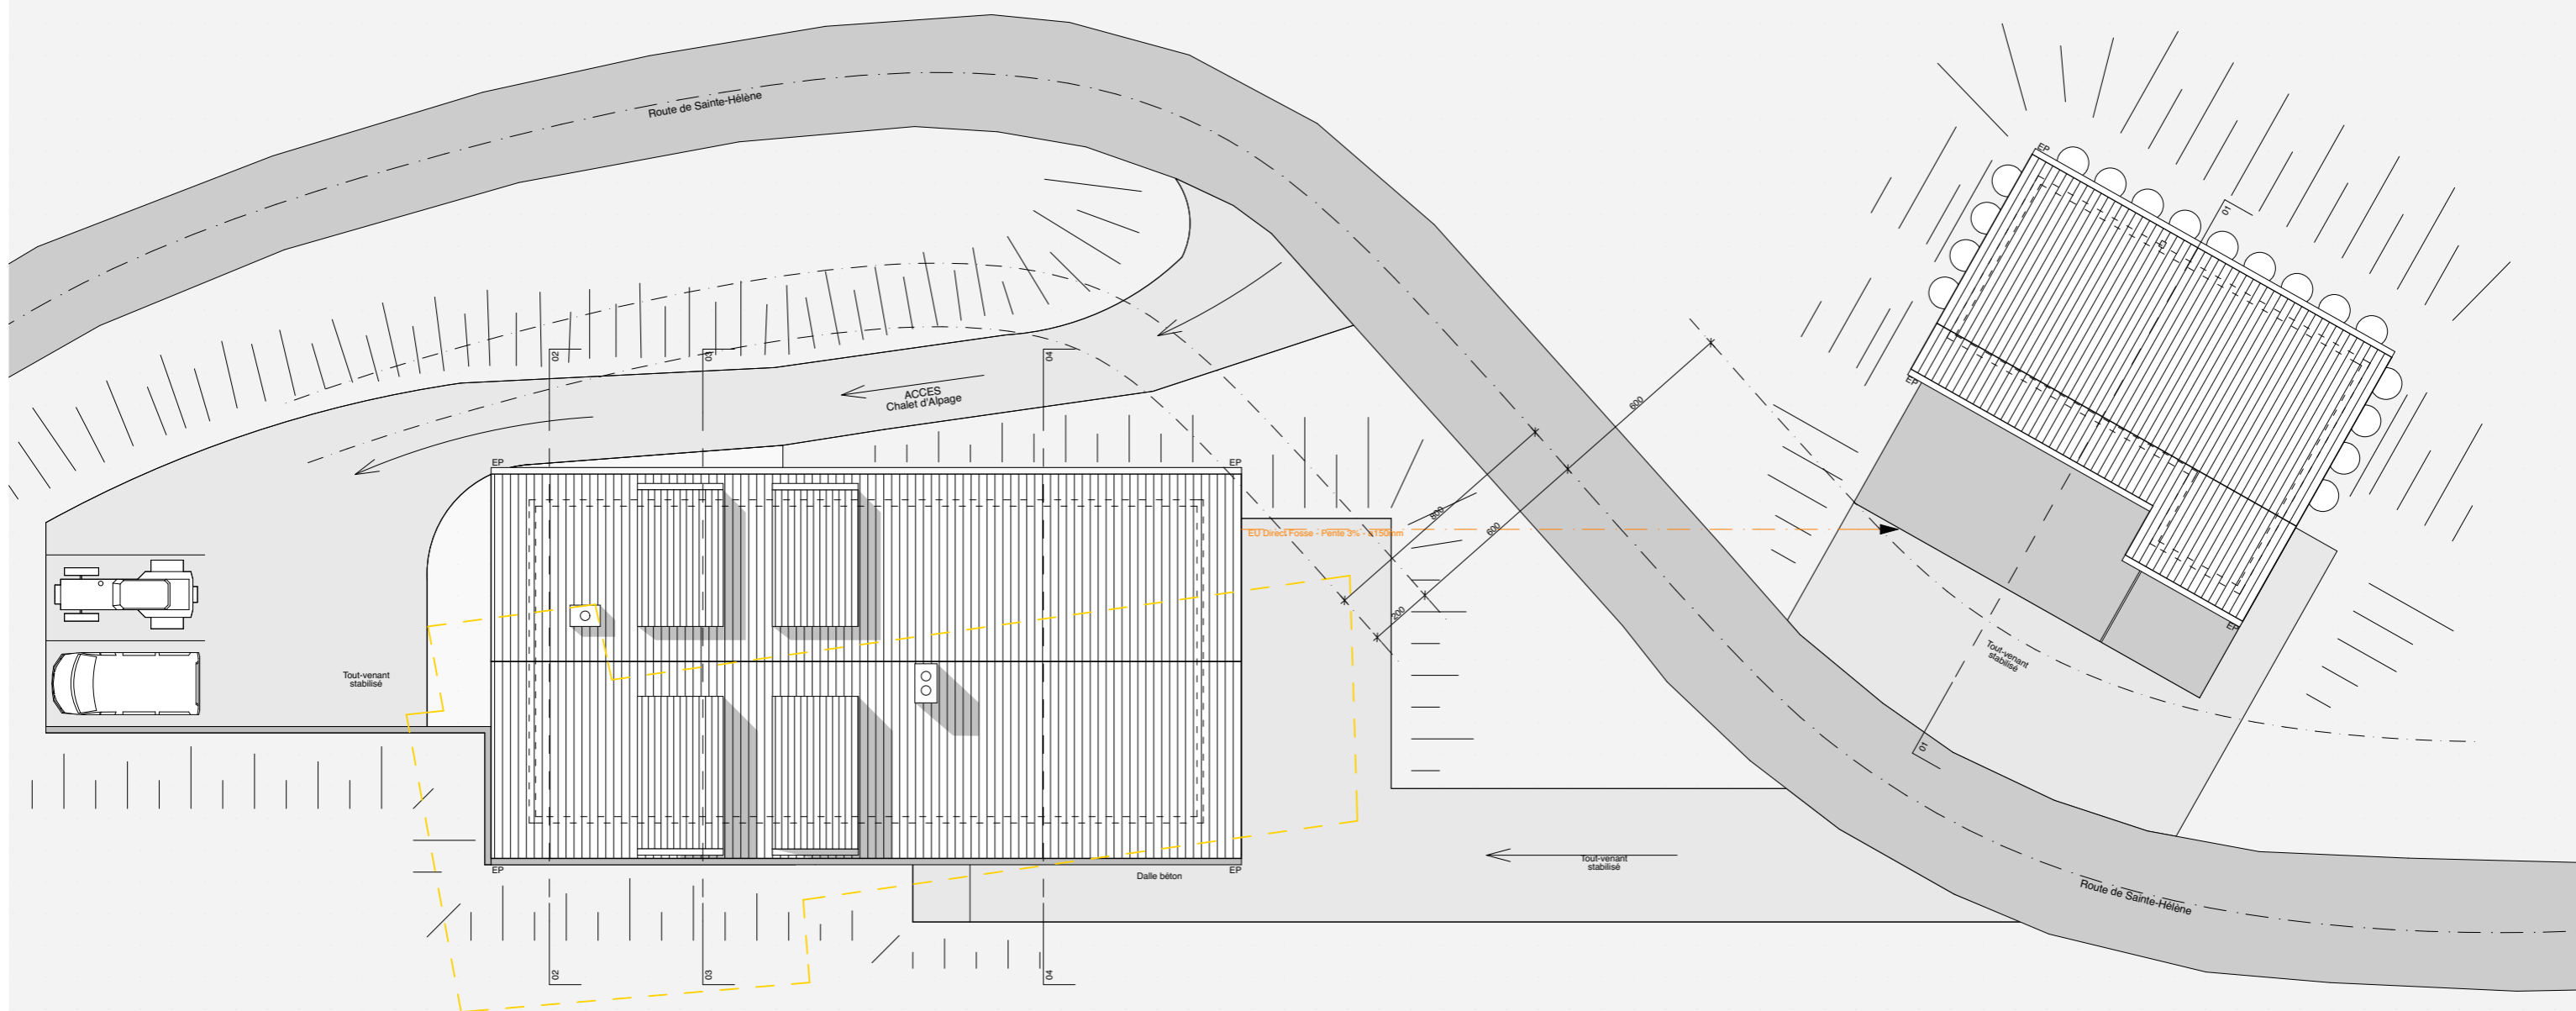 Route de Sainte-Hélène
EP
01
02
03
04
ACCES
Chalet d'Alpage
600
EP
EP
EP
800
600
EU Direct Fosse - Pente 3% - ø150mm
200
EP
Tout-venant
stabilisé
Tout-venant
stabilisé
01
EP
EP
Dalle béton
Tout-venant
stabilisé
Route de Sainte-Hélène
02
03
04